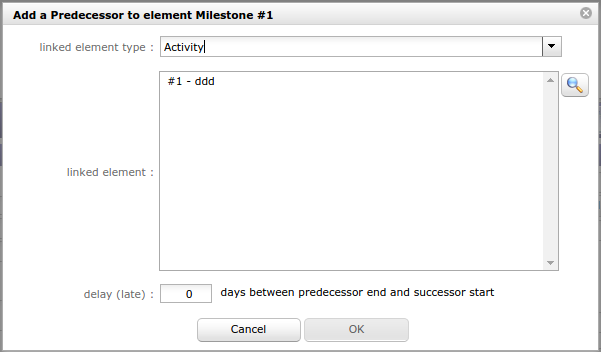 Add a Predecessor to element Milestone #1
linked element type : Activity
#1 - ddd
linked element :
delay (late) : 0 days between predecessor end and successor start
Cancel OK